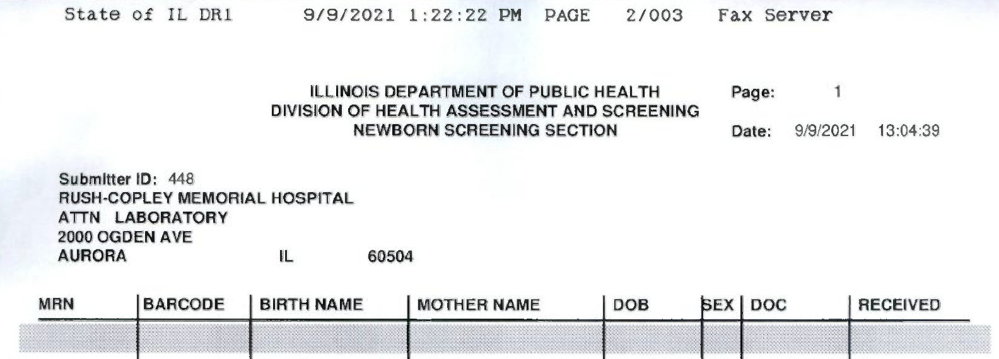 State of IL DR1 9/9/2021 1:22:22 PM PAGE 2/003 Fax Server
ILLINOIS DEPARTMENT OF PUBLIC HEALTH Page: 1
DIVISION OF HEALTH ASSESSMENT AND SCREENING
NEWBORN SCREENING SECTION Date: 9/9/2021 13:04:39
Submitter ID: 448
RUSH-COPLEY MEMORIAL HOSPITAL
ATTN LABORATORY
2000 OGDEN AVE
AURORA IL 60504
MRN BARCODE BIRTH NAME MOTHER NAME DOB SEX DOC RECEIVED